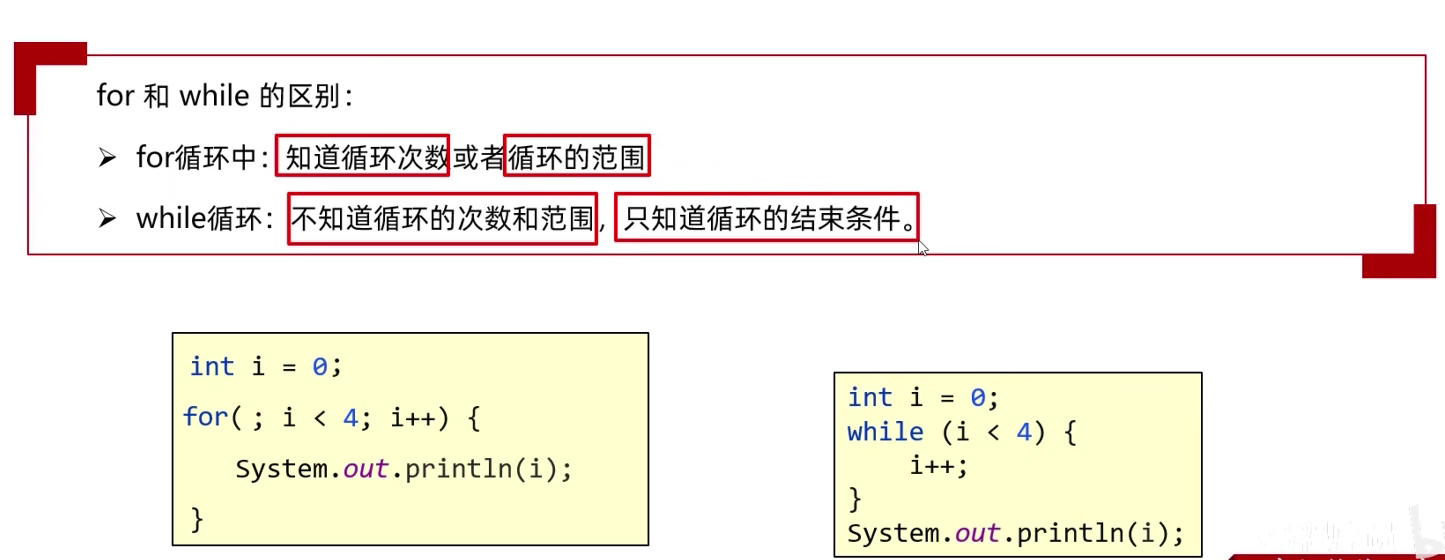 for 和 while 的区别：
➢ for循环中：知道循环次数或者循环的范围
➢ while循环：不知道循环的次数和范围，只知道循环的结束条件。
int i = 0;
for( ; i < 4; i++) {
System.out.println(i);
}
int i = 0;
while (i < 4) {
i++;
}
System.out.println(i);